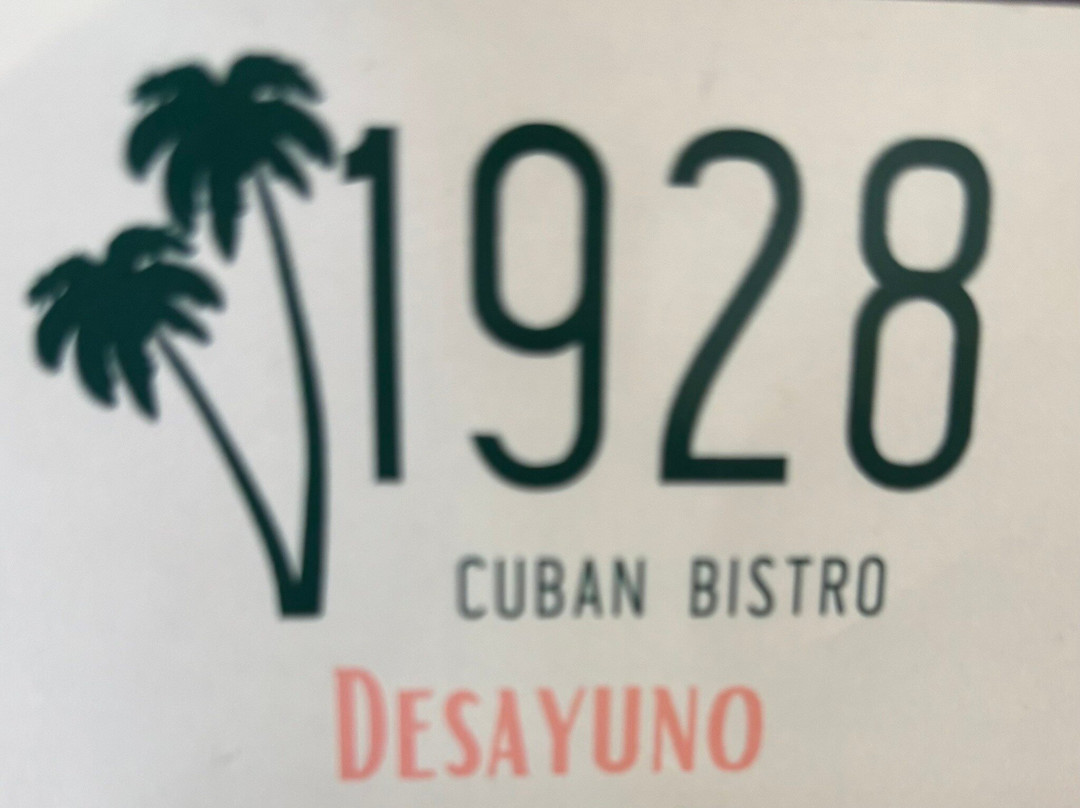 1928
CUBAN BISTRO
DESAYUNO